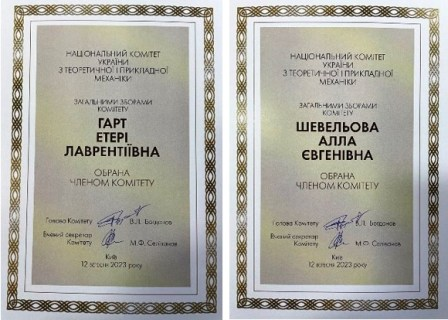 НАЦІОНАЛЬНИЙ КОМІТЕТ
УКРАЇНИ
З ТЕОРЕТИЧНОЇ І ПРИКЛАДНОЇ
МЕХАНІКИ
ЗАГАЛЬНИМИ ЗБОРАМИ
КОМІТЕТУ
ГАРТ
ЕТЕРІ
ЛАВРЕНТІЇВНА
ОБРАНА
ЧЛЕНОМ КОМІТЕТУ
Голова Комітету В.Л. Богданов
Вчений секретар
Комітету М.Ф. Селіванов
Київ
12 вересня 2023 року
НАЦІОНАЛЬНИЙ КОМІТЕТ
УКРАЇНИ
З ТЕОРЕТИЧНОЇ І ПРИКЛАДНОЇ
МЕХАНІКИ
ЗАГАЛЬНИМИ ЗБОРАМИ
КОМІТЕТУ
ШЕВЕЛЬОВА
АЛЛА
ЄВГЕНІВНА
ОБРАНА
ЧЛЕНОМ КОМІТЕТУ
Голова Комітету В.Л. Богданов
Вчений секретар
Комітету М.Ф. Селіванов
Київ
12 вересня 2023 року